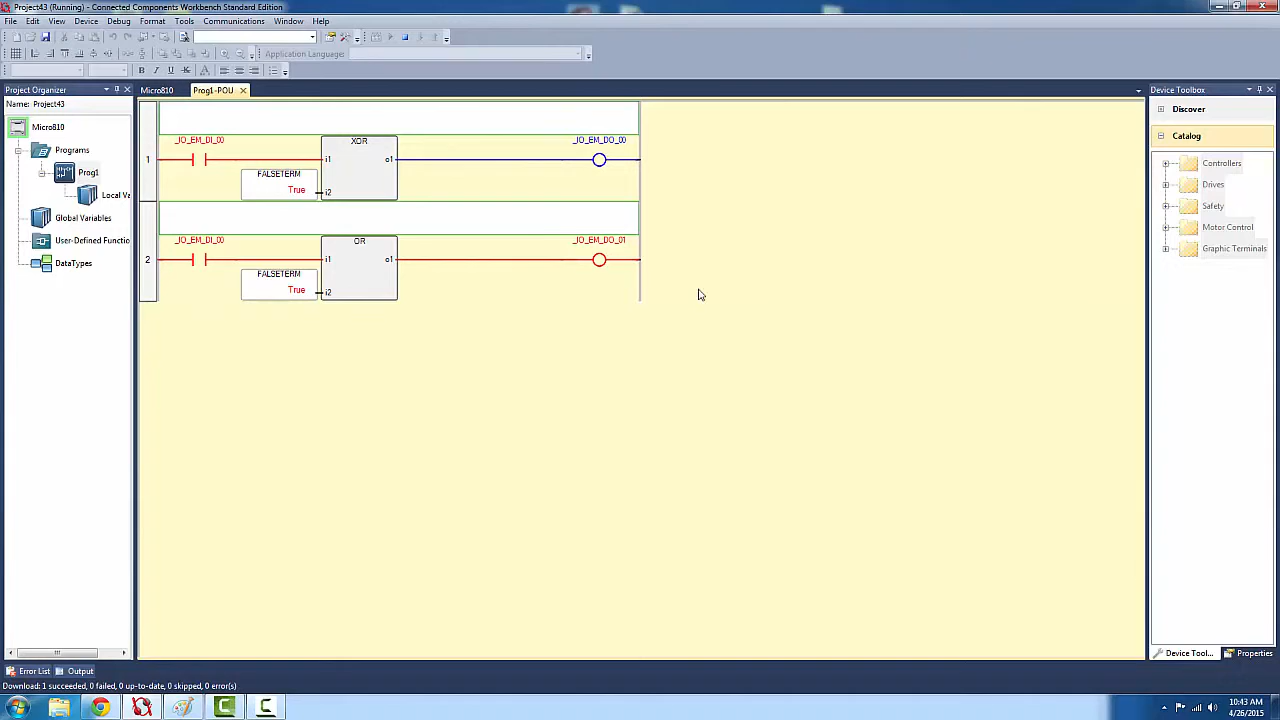 Project43 (Running) - Connected Components Workbench Standard Edition
File Edit View Device Debug Format Tools Communications Window Help
Application Language:
Project Organizer
Name: Project43
Micro810
Programs
Prog1
Local Va
Global Variables
User-Defined Functio
DataTypes
Micro810 Prog1-POU
1
_IO_EM_DI_00 XOR _IO_EM_DO_00
i1 o1
FALSETERM
True i2
2
_IO_EM_DI_00 OR _IO_EM_DO_01
i1 o1
FALSETERM
True i2
Device Toolbox
Discover
Catalog
Controllers
Drives
Safety
Motor Control
Graphic Terminals
Device Tool... Properties
Error List Output
Download: 1 succeeded, 0 failed, 0 up-to-date, 0 skipped, 0 error(s)
10:43 AM
4/26/2015